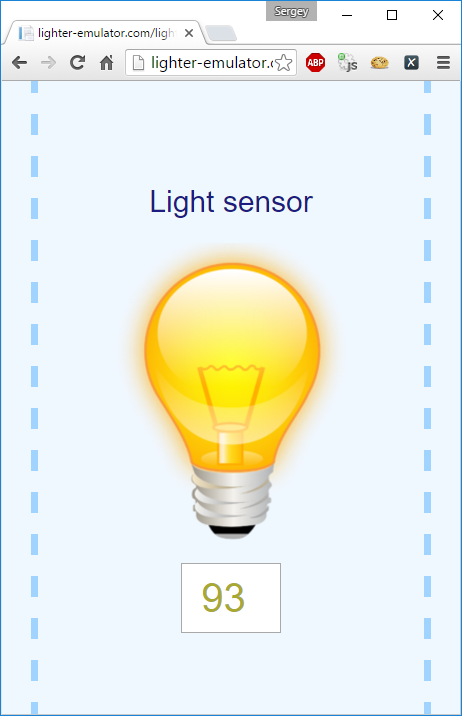 Sergey
lighter-emulator.com/ligh
lighter-emulator.c
ABP
js
X
Light sensor
93